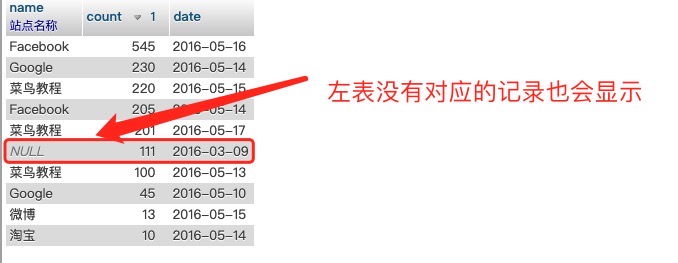 name
站点名称
count 1
date
Facebook 545 2016-05-16
Google 230 2016-05-14
菜鸟教程 220 2016-05-15
Facebook 205 2016-05-14
菜鸟教程 201 2016-05-17
NULL 111 2016-03-09
菜鸟教程 100 2016-05-13
Google 45 2016-05-10
微博 13 2016-05-15
淘宝 10 2016-05-14
左表没有对应的记录也会显示